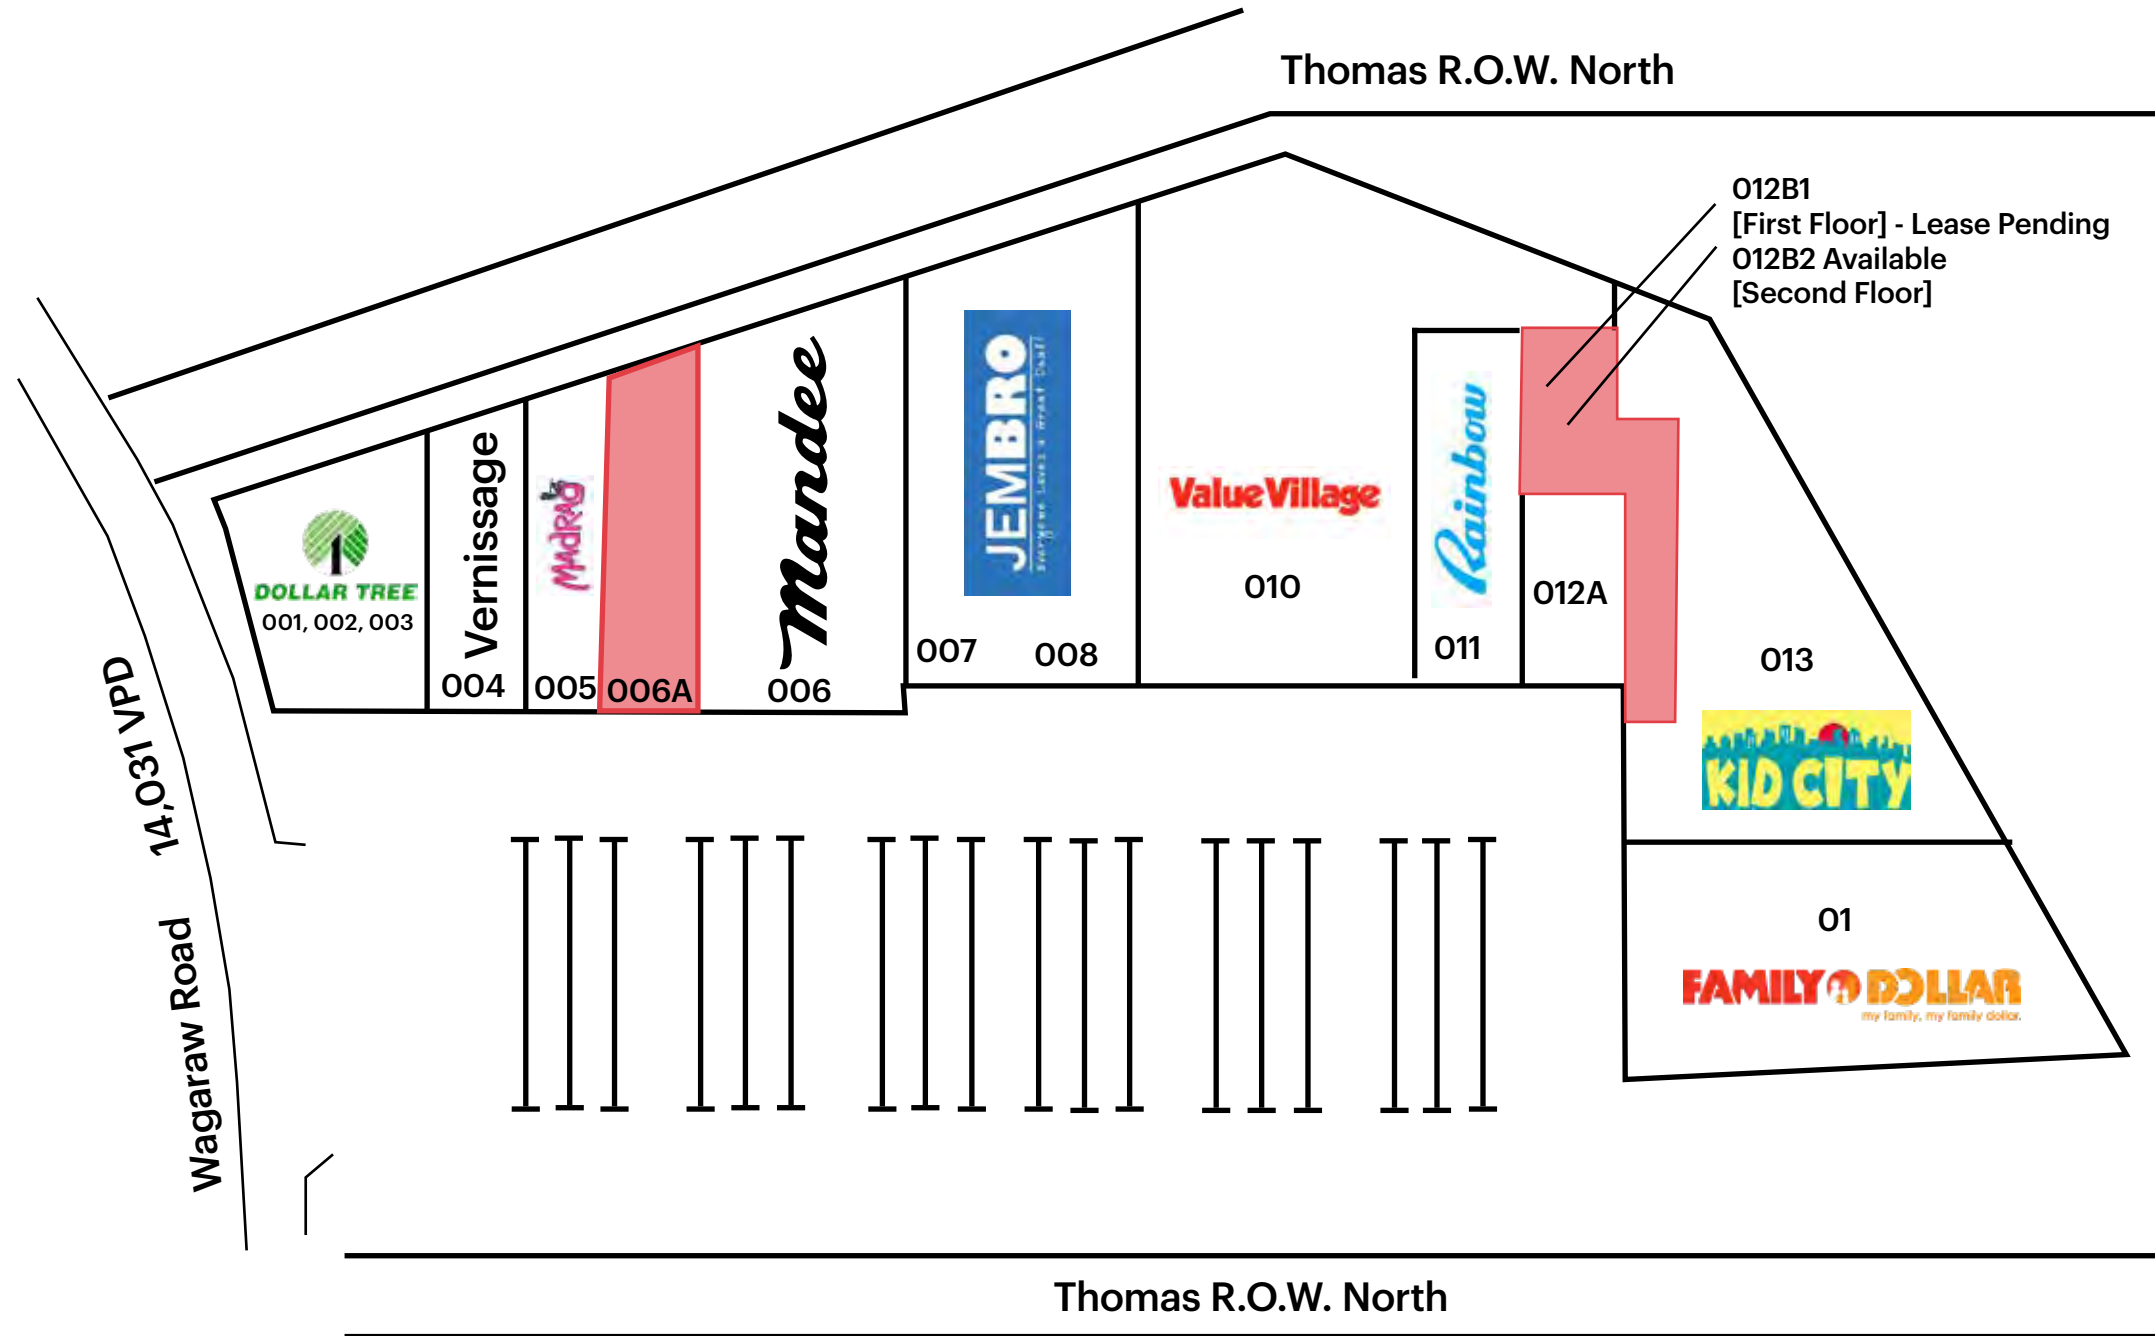 Thomas R.O.W. North
012B1
[First Floor] - Lease Pending
012B2 Available
[Second Floor]
DOLLAR TREE
001, 002, 003
Vernissage
004
MAdRAG
005
006A
mandee
006
JEMBRO
007
008
Value Village
010
Rainbow
011
012A
013
KID CITY
01
FAMILY DOLLAR
my family, my family dollar.
14,031 VPD
Wagaraw Road
Thomas R.O.W. North